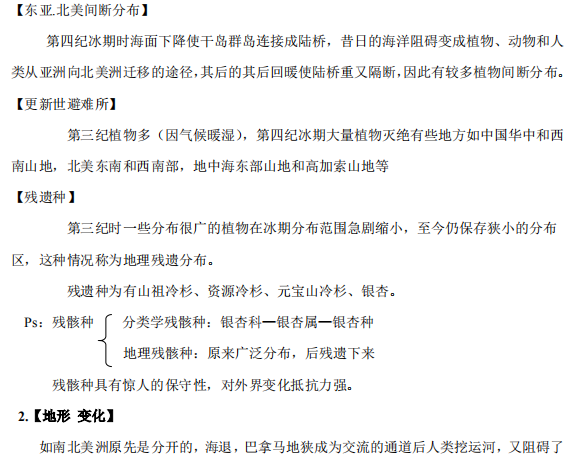 【东亚.北美间断分布】
第四纪冰期时海面下降使千岛群岛连接成陆桥，昔日的海洋阻碍变成植物、动物和人
类从亚洲向北美洲迁移的途径,其后的其后回暖使陆桥重又隔断,因此有较多植物间断分布。
【更新世避难所】
第三纪植物多（因气候暖湿），第四纪冰期大量植物灭绝有些地方如中国华中和西
南山地，北美东南和西南部，地中海东部山地和高加索山地等
【残遗种】
第三纪时一些分布很广的植物在冰期分布范围急剧缩小，至今仍保存狭小的分布
区，这种情况称为地理残遗分布。
残遗种为有山祖冷杉、资源冷杉、元宝山冷杉、银杏。
Ps：残骸种
分类学残骸种：银杏科—银杏属—银杏种
地理残骸种：原来广泛分布，后残遗下来
残骸种具有惊人的保守性，对外界变化抵抗力强。
2.【地形 变化】
如南北美洲原先是分开的，海退，巴拿马地狭成为交流的通道后人类挖运河，又阻碍了